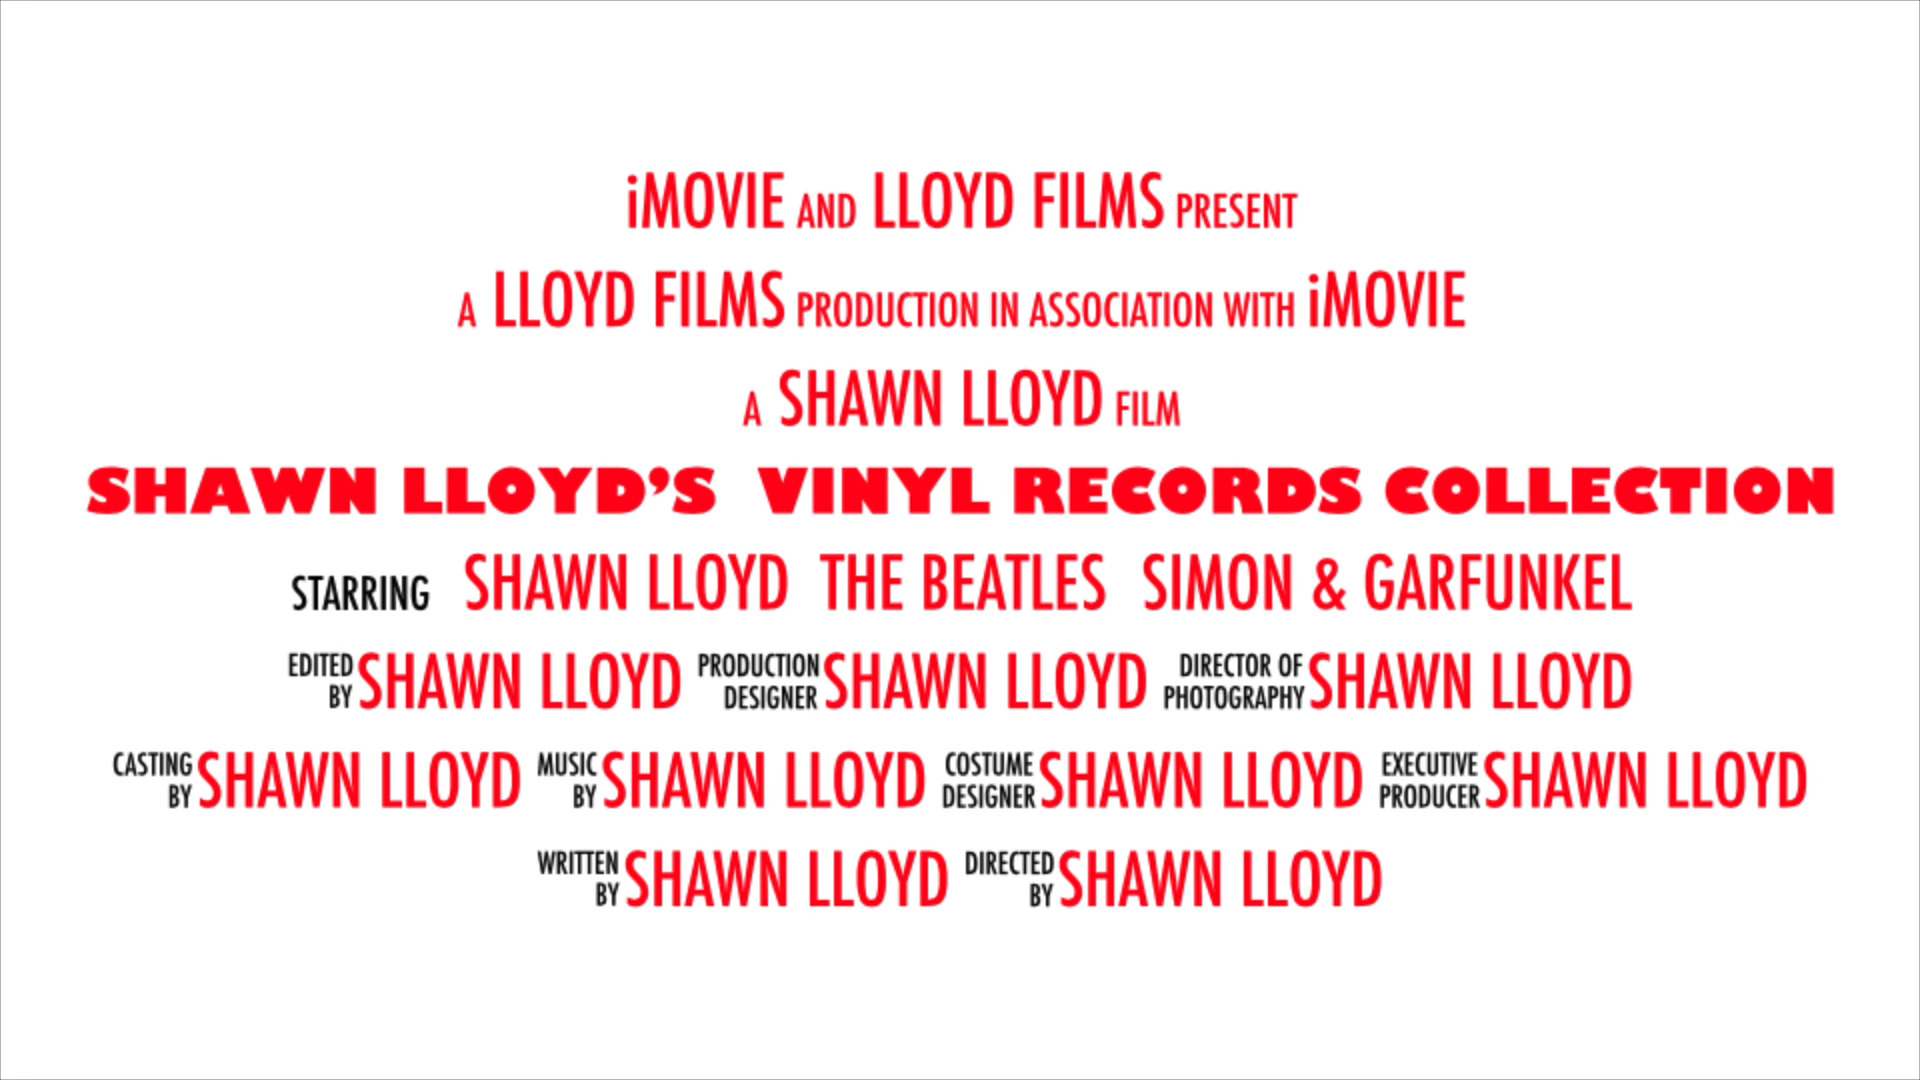 iMOVIE AND LLOYD FILMS PRESENT
A LLOYD FILMS PRODUCTION IN ASSOCIATION WITH iMOVIE
A SHAWN LLOYD FILM
SHAWN LLOYD’S VINYL RECORDS COLLECTION
STARRING SHAWN LLOYD THE BEATLES SIMON & GARFUNKEL
EDITED BY SHAWN LLOYD PRODUCTION DESIGNER SHAWN LLOYD DIRECTOR OF PHOTOGRAPHY SHAWN LLOYD
CASTING BY SHAWN LLOYD MUSIC BY SHAWN LLOYD COSTUME DESIGNER SHAWN LLOYD EXECUTIVE PRODUCER SHAWN LLOYD
WRITTEN BY SHAWN LLOYD DIRECTED BY SHAWN LLOYD